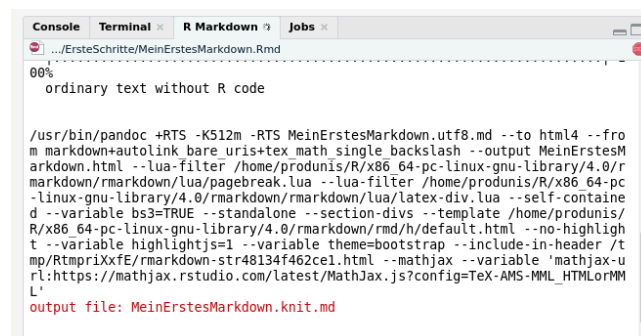 Console Terminal × R Markdown × Jobs ×
.../ErsteSchritte/MeinErstesMarkdown.Rmd
|......................................................................| 1
00%
ordinary text without R code
/usr/bin/pandoc +RTS -K512m -RTS MeinErstesMarkdown.utf8.md --to html4 --fro
m markdown+autolink_bare_uris+tex_math_single_backslash --output MeinErstesM
arkdown.html --lua-filter /home/produnis/R/x86_64-pc-linux-gnu-library/4.0/r
markdown/rmarkdown/lua/pagebreak.lua --lua-filter /home/produnis/R/x86_64-pc
-linux-gnu-library/4.0/rmarkdown/rmarkdown/lua/latex-div.lua --self-containe
d --variable bs3=TRUE --standalone --section-divs --template /home/produnis/
R/x86_64-pc-linux-gnu-library/4.0/rmarkdown/rmd/h/default.html --no-highligh
t --variable highlightjs=1 --variable theme=bootstrap --include-in-header /t
mp/RtmpriXxfE/rmarkdown-str48134f462ce1.html --mathjax --variable 'mathjax-u
rl:https://mathjax.rstudio.com/latest/MathJax.js?config=TeX-AMS-MML_HTMLorMM
L'
output file: MeinErstesMarkdown.knit.md